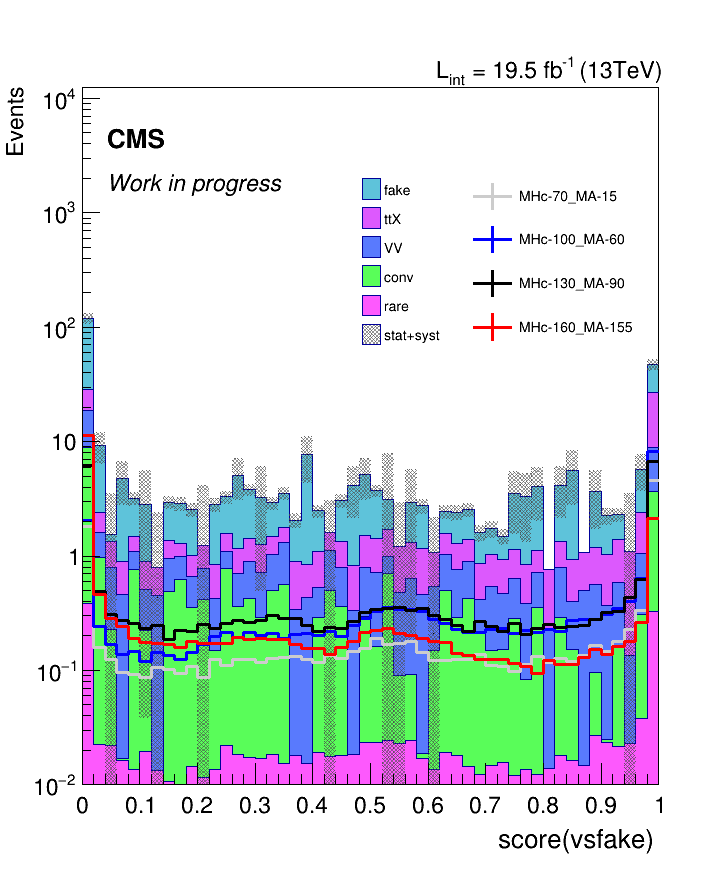 L_int = 19.5 fb^-1 (13TeV)
Events
10^4
CMS
Work in progress
10^3
10^2
10
1
10^−1
10^−2
fake
ttX
VV
conv
rare
stat+syst
MHc-70_MA-15
MHc-100_MA-60
MHc-130_MA-90
MHc-160_MA-155
0 0.1 0.2 0.3 0.4 0.5 0.6 0.7 0.8 0.9 1
score(vsfake)